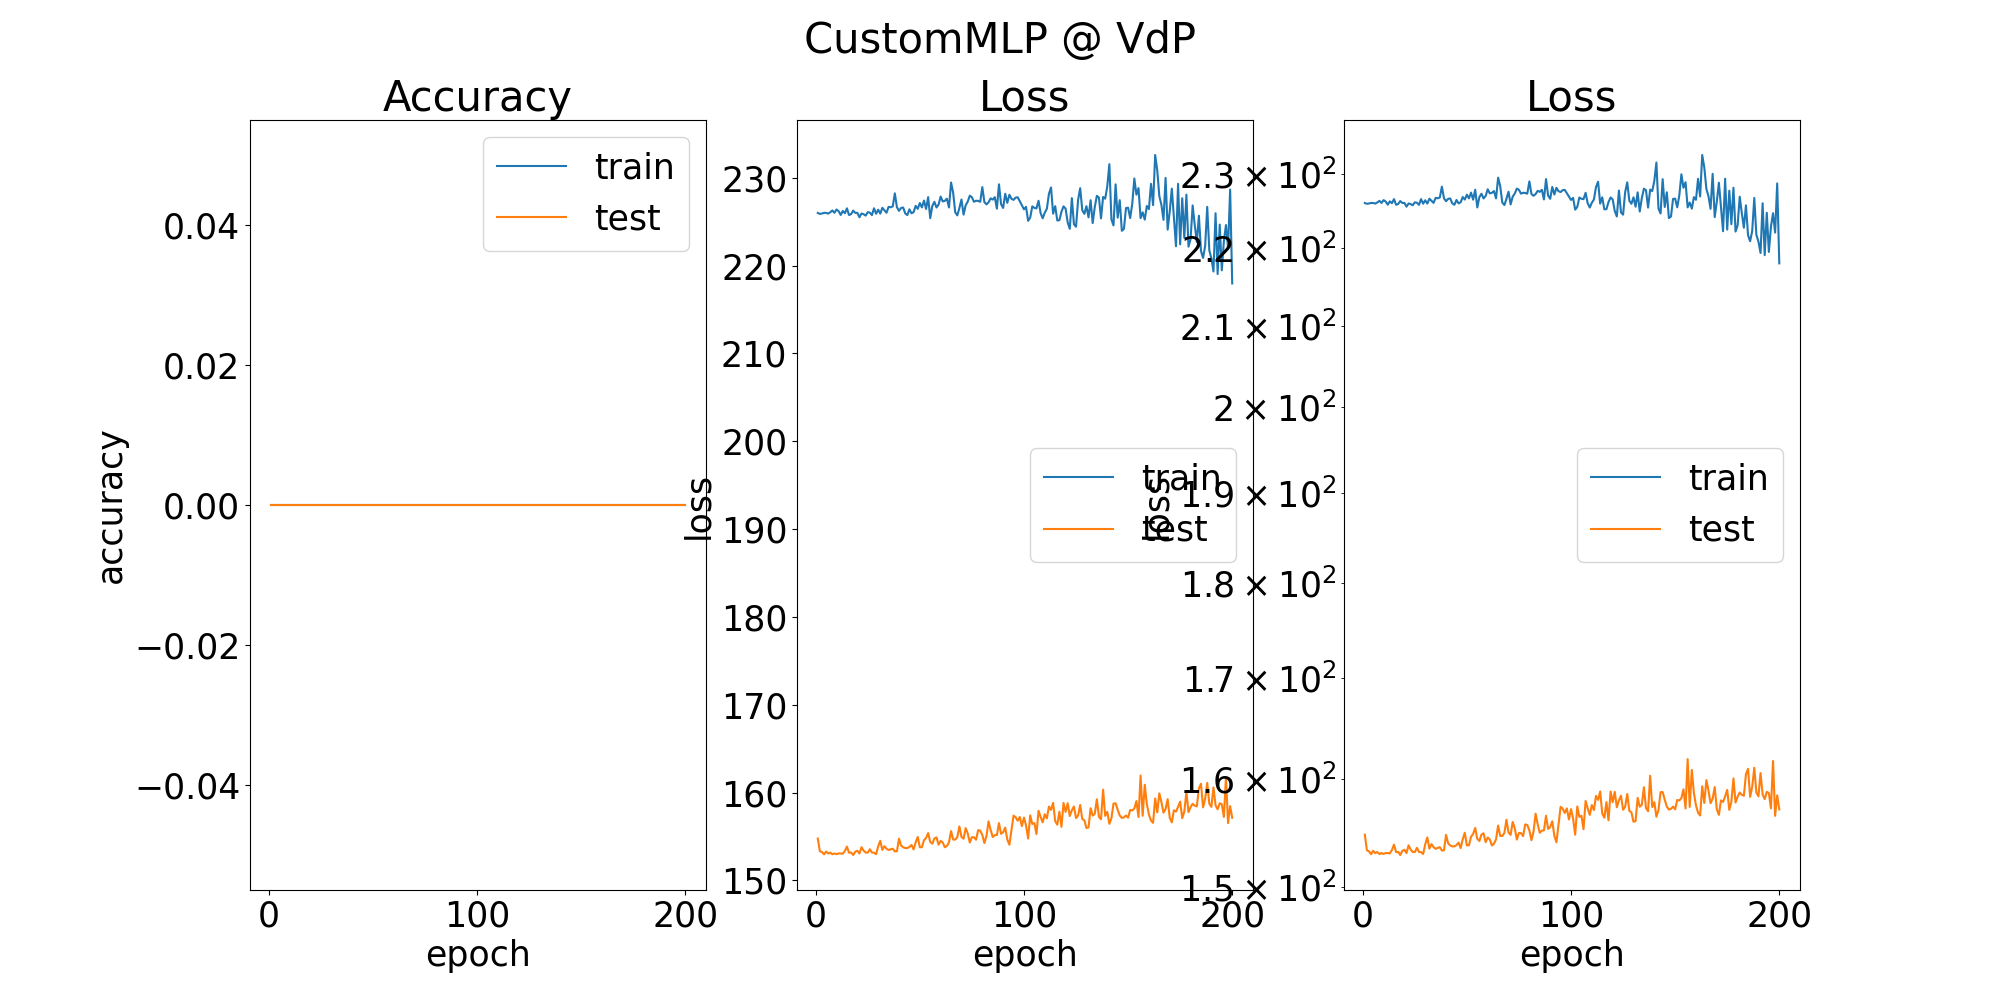 CustomMLP @ VdP
Accuracy
accuracy
0.04
0.02
0.00
−0.02
−0.04
0 100 200
epoch
train
test
Loss
loss
230
220
210
200
190
180
170
160
150
0 100 200
epoch
train
test
Loss
loss
2.3 × 10²
2.2 × 10²
2.1 × 10²
2 × 10²
1.9 × 10²
1.8 × 10²
1.7 × 10²
1.6 × 10²
1.5 × 10²
0 100 200
epoch
train
test